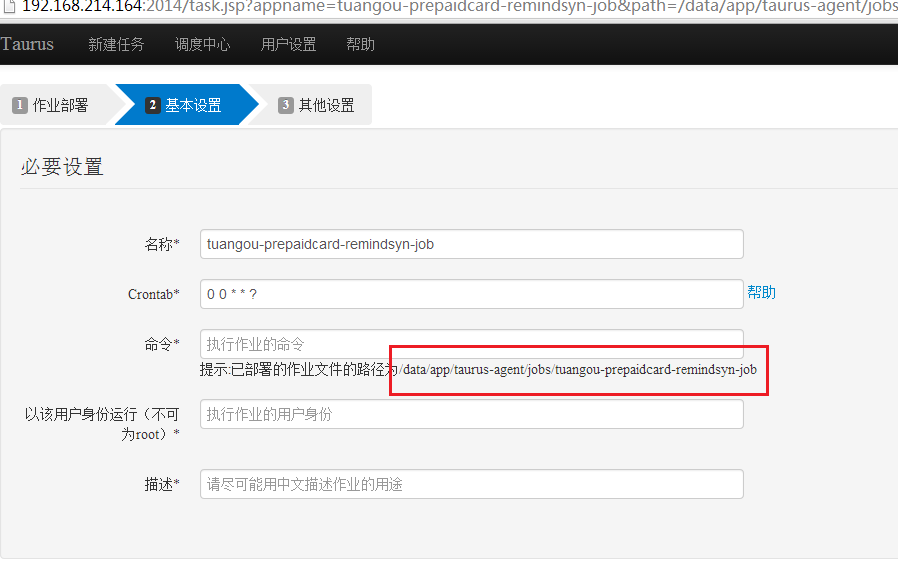 192.168.214.164:2014/task.jsp?appname=tuangou-prepaidcard-remindsyn-job&path=/data/app/taurus-agent/jobs
Taurus 新建任务 调度中心 用户设置 帮助
1 作业部署 2 基本设置 3 其他设置
必要设置
名称* tuangou-prepaidcard-remindsyn-job
Crontab* 0 0 * * ? 帮助
命令* 执行作业的命令
提示:已部署的作业文件的路径为/data/app/taurus-agent/jobs/tuangou-prepaidcard-remindsyn-job
以该用户身份运行（不可 执行作业的用户身份
为root）*
描述* 请尽可能用中文描述作业的用途